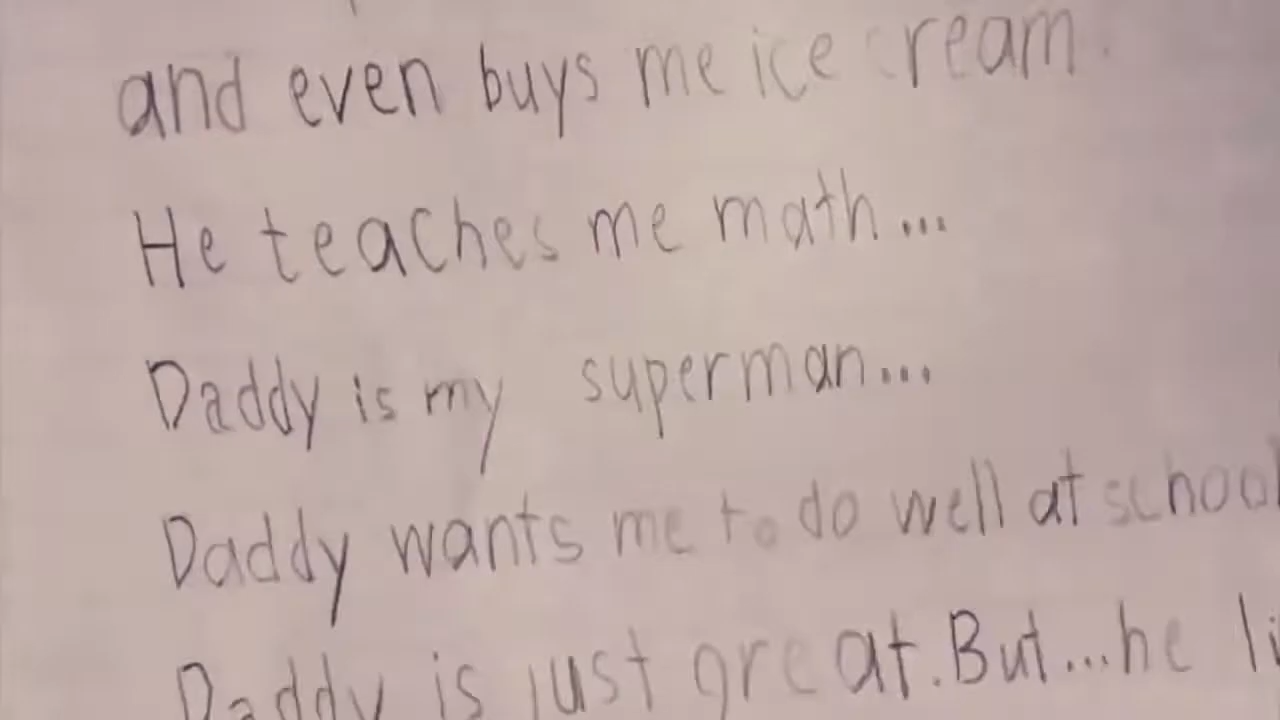 and even buys me ice cream.
He teaches me math...
Daddy is my superman...
Daddy wants me to do well at school
Daddy is just great. But...he